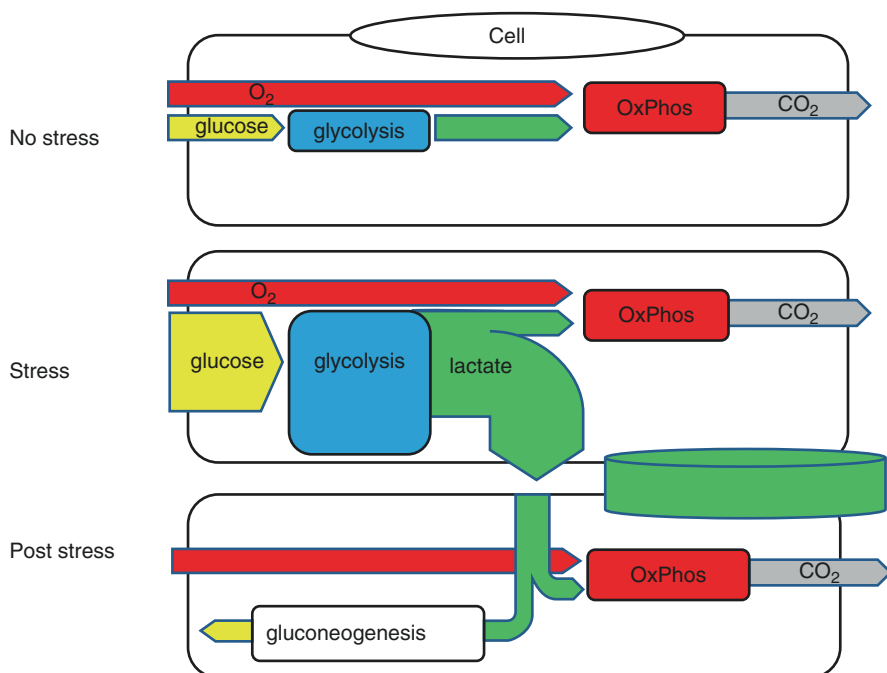 Cell
No stress
O₂
glucose
glycolysis
OxPhos
CO₂
Stress
O₂
glucose
glycolysis
lactate
OxPhos
CO₂
Post stress
OxPhos
CO₂
gluconeogenesis